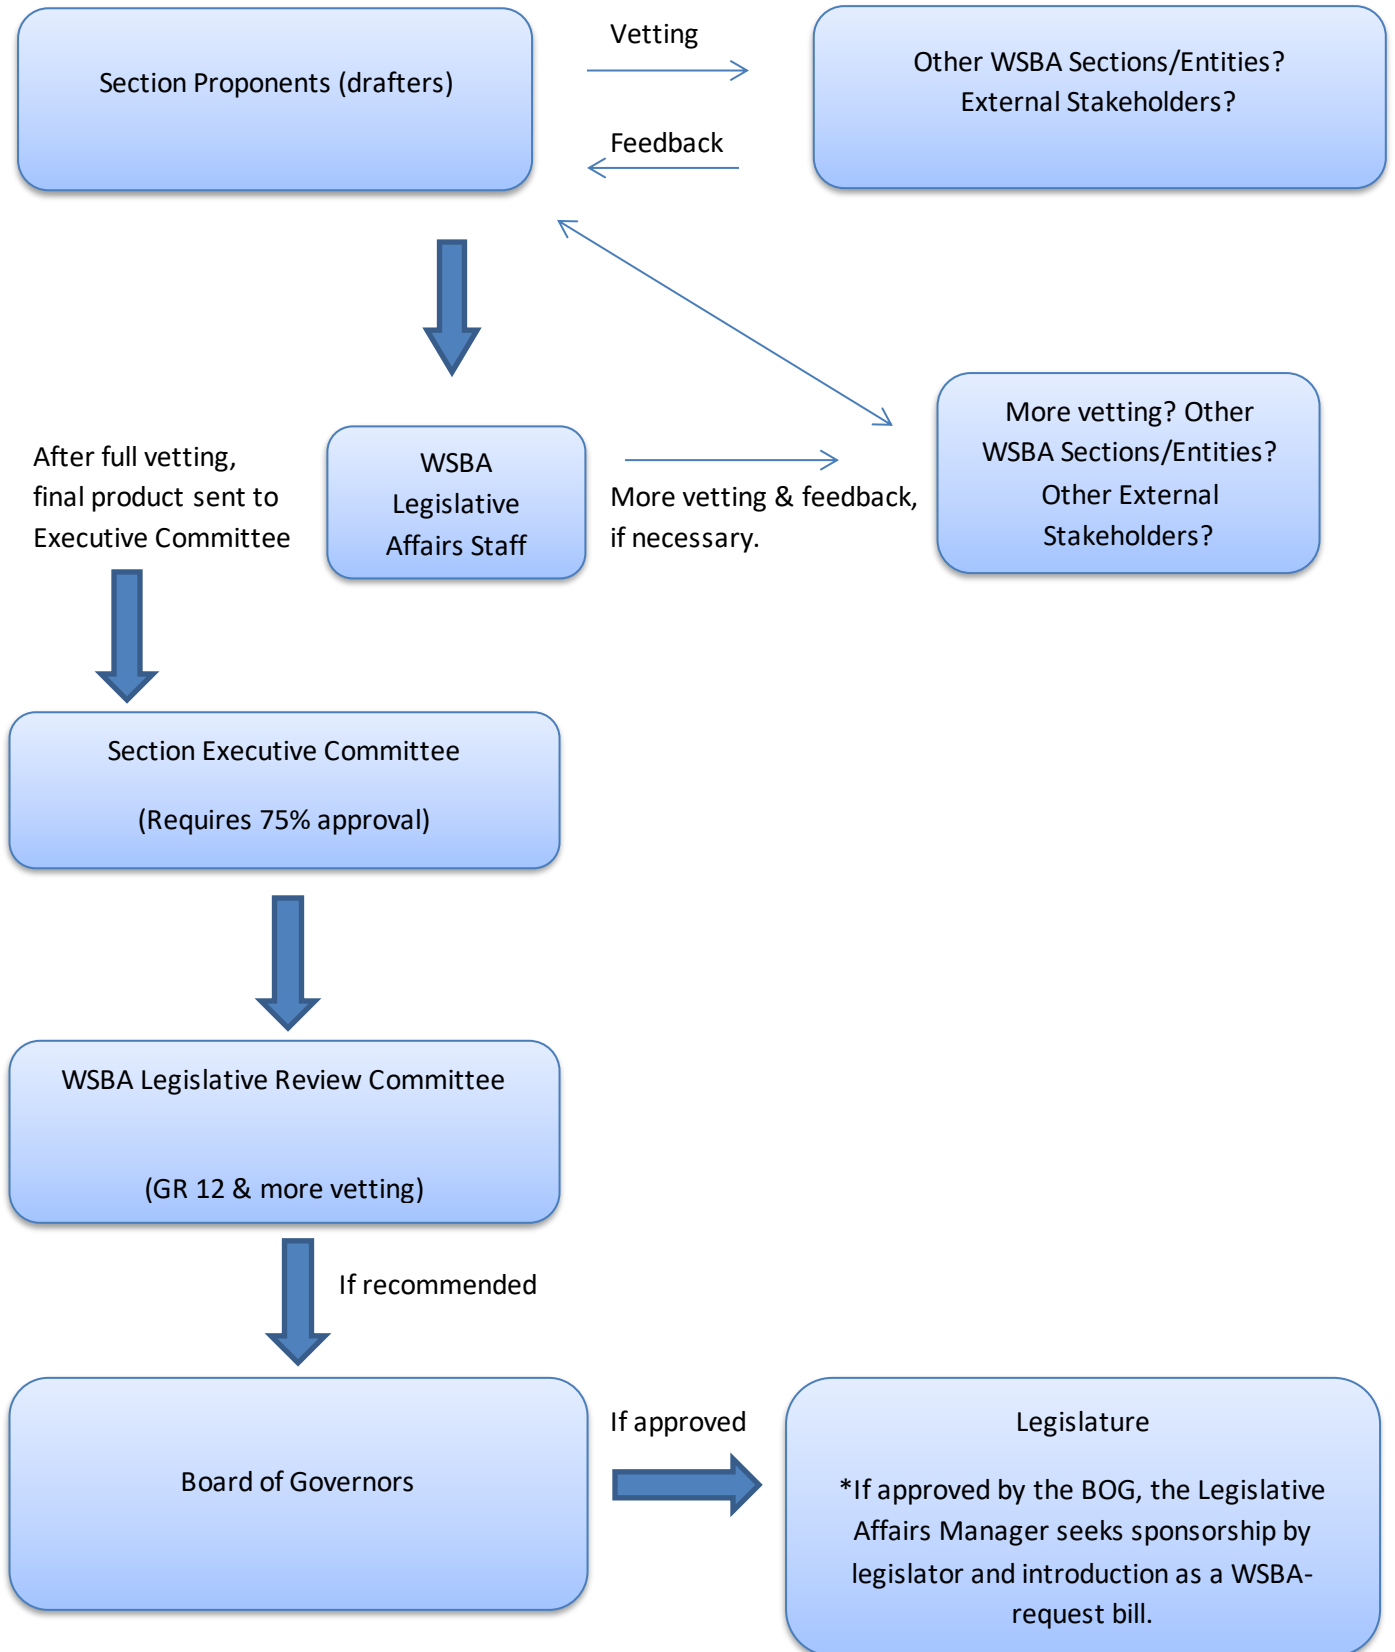 Section Proponents (drafters)
Vetting
Feedback
Other WSBA Sections/Entities?
External Stakeholders?
After full vetting,
final product sent to
Executive Committee
WSBA
Legislative
Affairs Staff
More vetting & feedback,
if necessary.
More vetting? Other
WSBA Sections/Entities?
Other External
Stakeholders?
Section Executive Committee
(Requires 75% approval)
WSBA Legislative Review Committee
(GR 12 & more vetting)
If recommended
Board of Governors
If approved
Legislature
*If approved by the BOG, the Legislative
Affairs Manager seeks sponsorship by
legislator and introduction as a WSBA-
request bill.